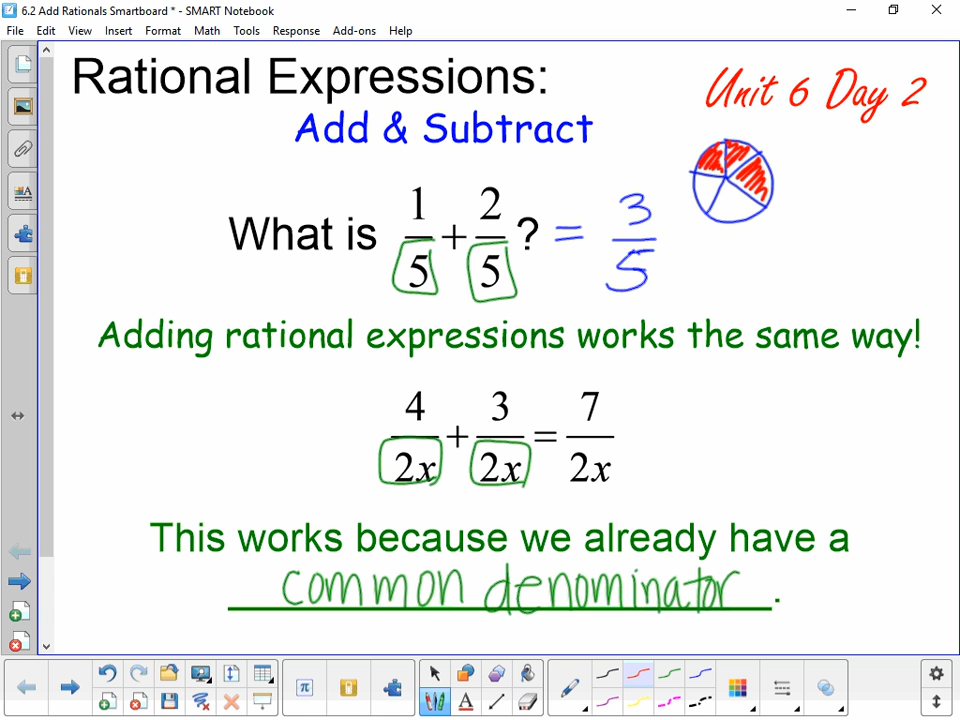 6.2 Add Rationals Smartboard * - SMART Notebook
File Edit View Insert Format Math Tools Response Add-ons Help
Rational Expressions:
Unit 6 Day 2
Add & Subtract
What is 1/5 + 2/5 ? = 3/5
Adding rational expressions works the same way!
4/2x + 3/2x = 7/2x
This works because we already have a
common denominator.